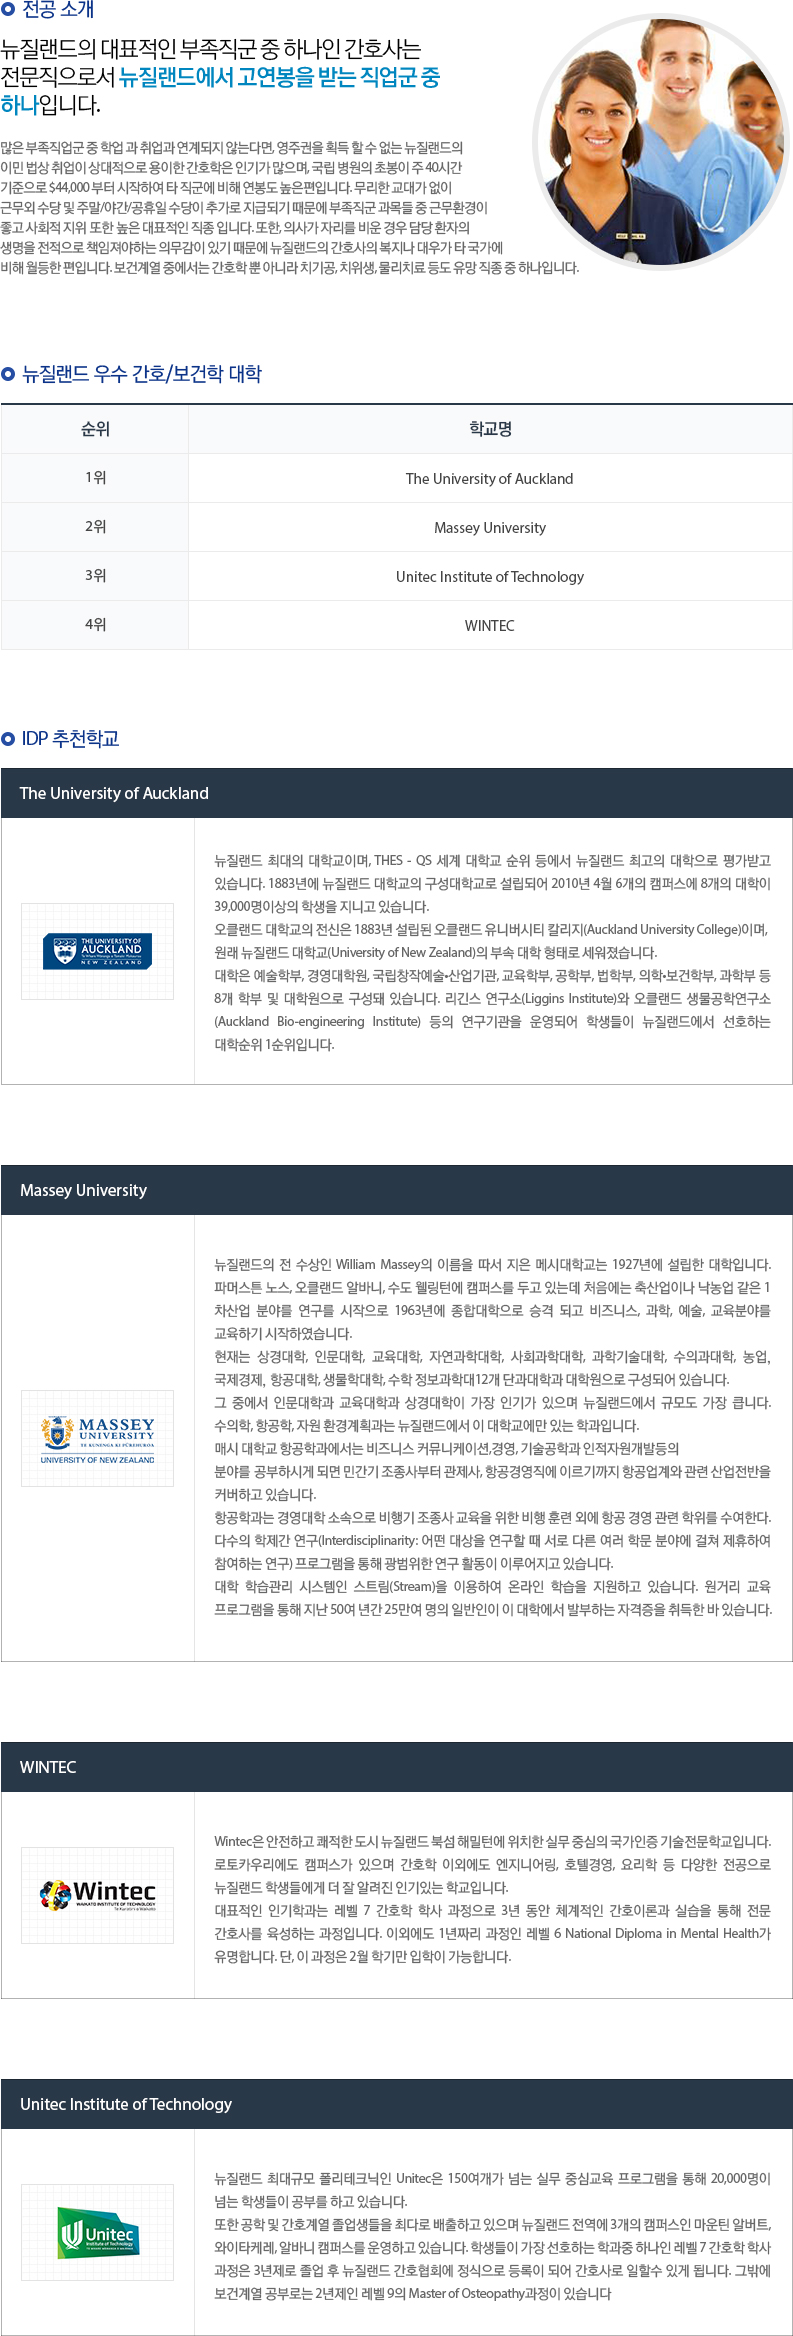 전공 소개
뉴질랜드의 대표적인 부족직군 중 하나인 간호사는
전문직으로서 뉴질랜드에서 고연봉을 받는 직업군 중
하나입니다.
많은 부족직업군 중 학업 과 취업과 연계되지 않는다면, 영주권을 획득 할 수 없는 뉴질랜드의
이민 법상 취업이 상대적으로 용이한 간호학은 인기가 많으며, 국립 병원의 초봉이 주 40시간
기준으로 $44,000 부터 시작하여 타 직군에 비해 연봉도 높은편입니다. 무리한 교대가 없이
근무외 수당 및 주말/야간/공휴일 수당이 추가로 지급되기 때문에 부족직군 과목들 중 근무환경이
좋고 사회적 지위 또한 높은 대표적인 직종 입니다. 또한, 의사가 자리를 비운 경우 담당 환자의
생명을 전적으로 책임져야하는 의무감이 있기 때문에 뉴질랜드의 간호사의 복지나 대우가 타 국가에
비해 월등한 편입니다. 보건계열 중에서는 간호학 뿐 아니라 치기공, 치위생, 물리치료 등도 유망 직종 중 하나입니다.
뉴질랜드 우수 간호/보건학 대학
순위 학교명
1위 The University of Auckland
2위 Massey University
3위 Unitec Institute of Technology
4위 WINTEC
IDP 추천학교
The University of Auckland
THE UNIVERSITY OF
AUCKLAND
NEW ZEALAND
뉴질랜드 최대의 대학교이며, THES - QS 세계 대학교 순위 등에서 뉴질랜드 최고의 대학으로 평가받고
있습니다. 1883년에 뉴질랜드 대학교의 구성대학교로 설립되어 2010년 4월 6개의 캠퍼스에 8개의 대학이
39,000명이상의 학생을 지니고 있습니다.
오클랜드 대학교의 전신은 1883년 설립된 오클랜드 유니버시티 칼리지(Auckland University College)이며,
원래 뉴질랜드 대학교(University of New Zealand)의 부속 대학 형태로 세워졌습니다.
대학은 예술학부, 경영대학원, 국립창작예술•산업기관, 교육학부, 공학부, 법학부, 의학•보건학부, 과학부 등
8개 학부 및 대학원으로 구성돼 있습니다. 리긴스 연구소(Liggins Institute)와 오클랜드 생물공학연구소
(Auckland Bio-engineering Institute) 등의 연구기관을 운영되어 학생들이 뉴질랜드에서 선호하는
대학순위 1순위입니다.
Massey University
MASSEY
UNIVERSITY
TE KUNENGA KI PŪREHUROA
UNIVERSITY OF NEW ZEALAND
뉴질랜드의 전 수상인 William Massey의 이름을 따서 지은 메시대학교는 1927년에 설립한 대학입니다.
파머스튼 노스, 오클랜드 알바니, 수도 웰링턴에 캠퍼스를 두고 있는데 처음에는 축산업이나 낙농업 같은 1
차산업 분야를 연구를 시작으로 1963년에 종합대학으로 승격 되고 비즈니스, 과학, 예술, 교육분야를
교육하기 시작하였습니다.
현재는 상경대학, 인문대학, 교육대학, 자연과학대학, 사회과학대학, 과학기술대학, 수의과대학, 농업,
국제경제, 항공대학, 생물학대학, 수학 정보과학대12개 단과대학과 대학원으로 구성되어 있습니다.
그 중에서 인문대학과 교육대학과 상경대학이 가장 인기가 있으며 뉴질랜드에서 규모도 가장 큽니다.
수의학, 항공학, 자원 환경계획과는 뉴질랜드에서 이 대학교에만 있는 학과입니다.
매시 대학교 항공학과에서는 비즈니스 커뮤니케이션,경영, 기술공학과 인적자원개발등의
분야를 공부하시게 되면 민간기 조종사부터 관제사, 항공경영직에 이르기까지 항공업계와 관련 산업전반을
커버하고 있습니다.
항공학과는 경영대학 소속으로 비행기 조종사 교육을 위한 비행 훈련 외에 항공 경영 관련 학위를 수여한다.
다수의 학제간 연구(Interdisciplinarity: 어떤 대상을 연구할 때 서로 다른 여러 학문 분야에 걸쳐 제휴하여
참여하는 연구) 프로그램을 통해 광범위한 연구 활동이 이루어지고 있습니다.
대학 학습관리 시스템인 스트림(Stream)을 이용하여 온라인 학습을 지원하고 있습니다. 원거리 교육
프로그램을 통해 지난 50여 년간 25만여 명의 일반인이 이 대학에서 발부하는 자격증을 취득한 바 있습니다.
WINTEC
Wintec
WAIKATO INSTITUTE OF TECHNOLOGY
Wintec은 안전하고 쾌적한 도시 뉴질랜드 북섬 해밀턴에 위치한 실무 중심의 국가인증 기술전문학교입니다.
로토카우리에도 캠퍼스가 있으며 간호학 이외에도 엔지니어링, 호텔경영, 요리학 등 다양한 전공으로
뉴질랜드 학생들에게 더 잘 알려진 인기있는 학교입니다.
대표적인 인기학과는 레벨 7 간호학 학사 과정으로 3년 동안 체계적인 간호이론과 실습을 통해 전문
간호사를 육성하는 과정입니다. 이외에도 1년짜리 과정인 레벨 6 National Diploma in Mental Health가
유명합니다. 단, 이 과정은 2월 학기만 입학이 가능합니다.
Unitec Institute of Technology
Unitec
Institute of Technology
뉴질랜드 최대규모 폴리테크닉인 Unitec은 150여개가 넘는 실무 중심교육 프로그램을 통해 20,000명이
넘는 학생들이 공부를 하고 있습니다.
또한 공학 및 간호계열 졸업생들을 최다로 배출하고 있으며 뉴질랜드 전역에 3개의 캠퍼스인 마운틴 알버트,
와이타케레, 알바니 캠퍼스를 운영하고 있습니다. 학생들이 가장 선호하는 학과중 하나인 레벨 7 간호학 학사
과정은 3년제로 졸업 후 뉴질랜드 간호협회에 정식으로 등록이 되어 간호사로 일할수 있게 됩니다. 그밖에
보건계열 공부로는 2년제인 레벨 9의 Master of Osteopathy과정이 있습니다